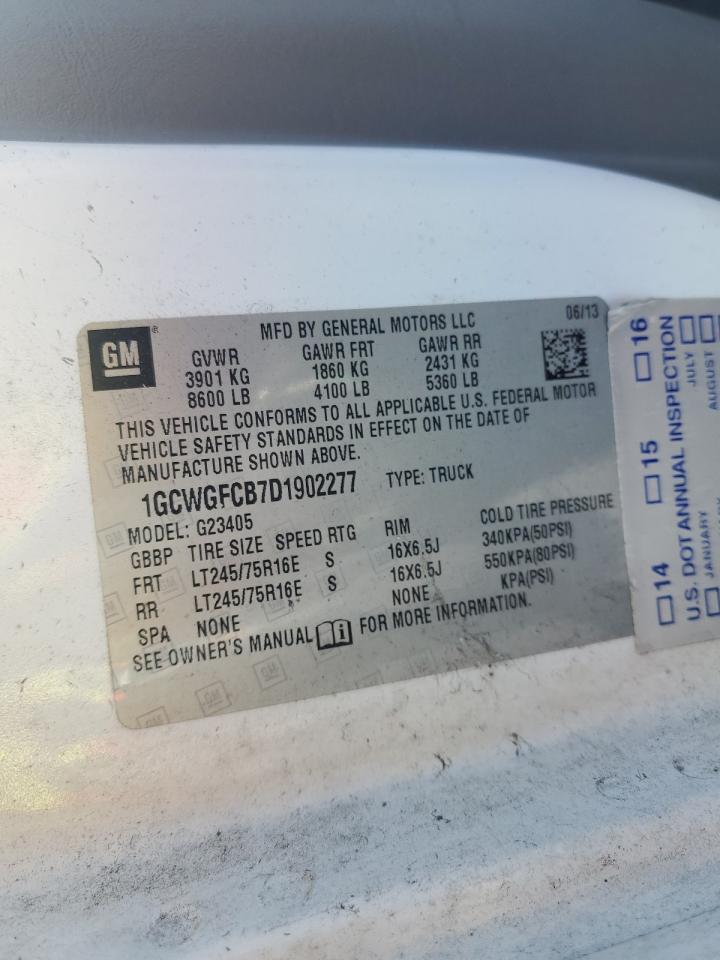 GM®
MFD BY GENERAL MOTORS LLC 06/13
GVWR GAWR FRT GAWR RR
3901 KG 1860 KG 2431 KG
8600 LB 4100 LB 5360 LB
THIS VEHICLE CONFORMS TO ALL APPLICABLE U.S. FEDERAL MOTOR
VEHICLE SAFETY STANDARDS IN EFFECT ON THE DATE OF
MANUFACTURE SHOWN ABOVE.
1GCWGFCB7D1902277 TYPE: TRUCK
MODEL: G23405
GBBP TIRE SIZE SPEED RTG RIM COLD TIRE PRESSURE
FRT LT245/75R16E S 16X6.5J 340KPA(50PSI)
RR LT245/75R16E S 16X6.5J 550KPA(80PSI)
SPA NONE NONE KPA(PSI)
SEE OWNER'S MANUAL FOR MORE INFORMATION.
14 15 16
U.S. DOT ANNUAL INSPECTION
JANUARY JULY
AUGUST